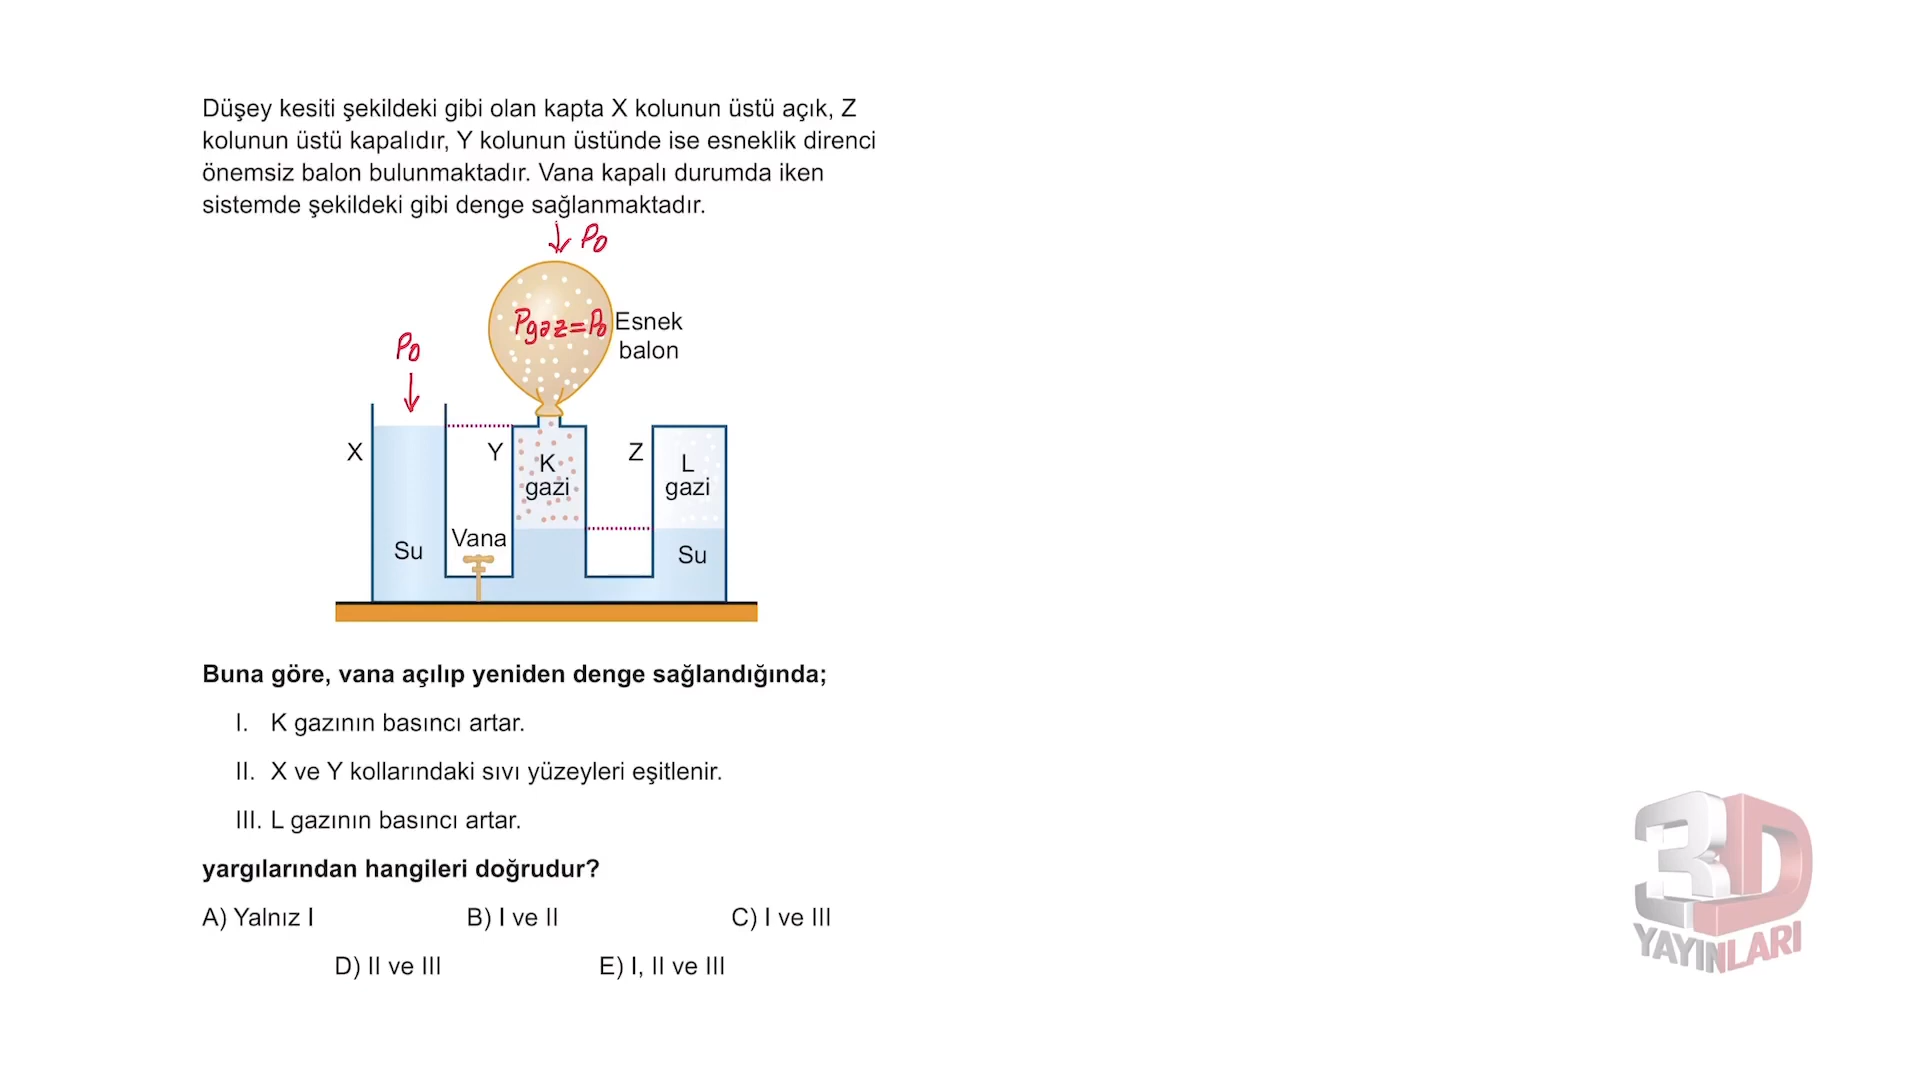 Düşey kesiti şekildeki gibi olan kapta X kolunun üstü açık, Z
kolunun üstü kapalıdır, Y kolunun üstünde ise esneklik direnci
önemsiz balon bulunmaktadır. Vana kapalı durumda iken
sistemde şekildeki gibi denge sağlanmaktadır.
P0
Pgaz=P0
Esnek
balon
P0
X
Y
K
gazi
Z
L
gazi
Su
Vana
Su
Buna göre, vana açılıp yeniden denge sağlandığında;
I. K gazının basıncı artar.
II. X ve Y kollarındaki sıvı yüzeyleri eşitlenir.
III. L gazının basıncı artar.
yargılarından hangileri doğrudur?
A) Yalnız I B) I ve II C) I ve III
D) II ve III E) I, II ve III
3D
YAYINLARI